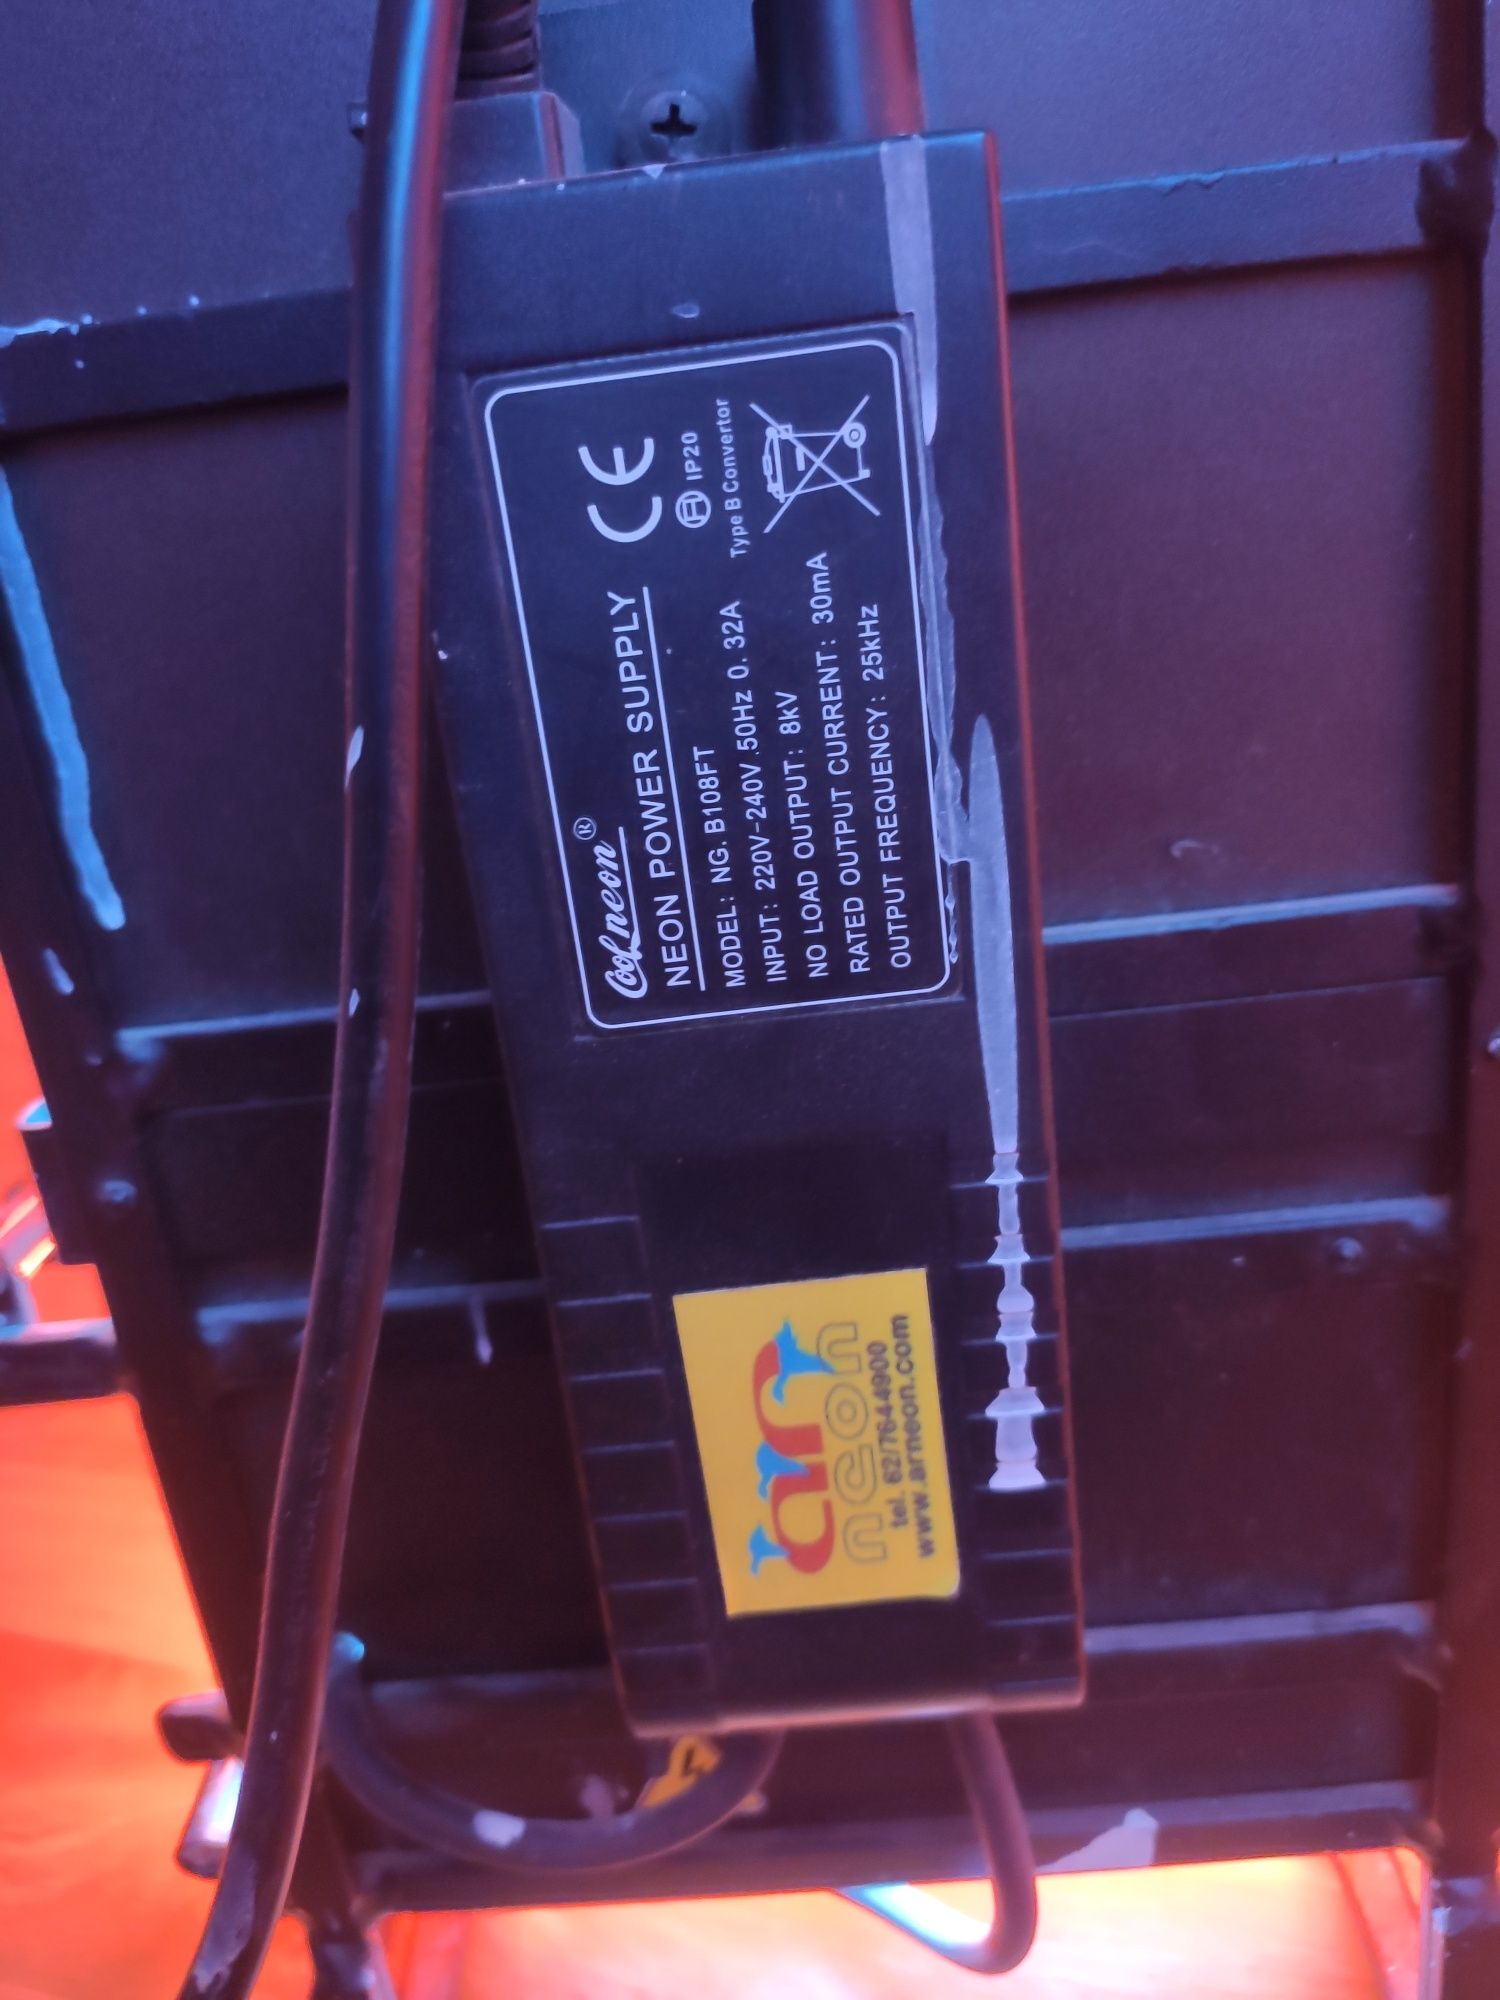 CooLneon®
NEON POWER SUPPLY
CE
IP20
MODEL: NG. B108FT
Type B Convertor
INPUT: 220V-240V.50Hz 0.32A
NO LOAD OUTPUT: 8kV
RATED OUTPUT CURRENT: 30mA
OUTPUT FREQUENCY: 25kHz
an
neon
tel. 62/7644900
www.arneon.com